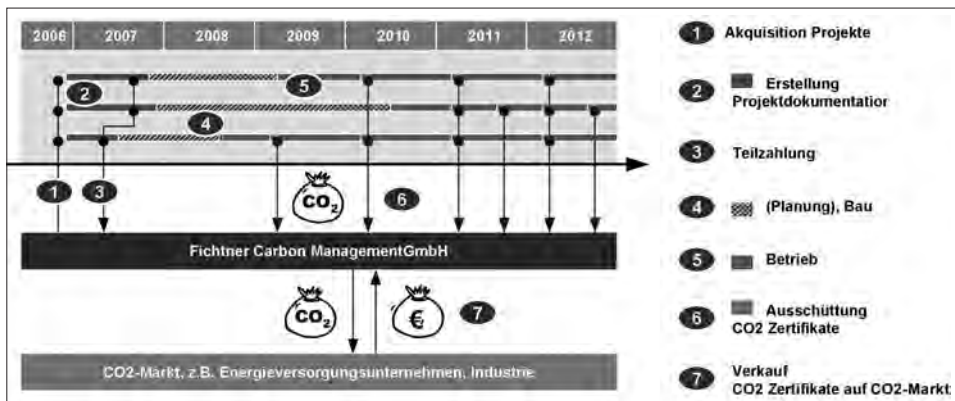 2006 2007 2008 2009 2010 2011 2012
2
5
4
1
3
CO2
6
Fichtner Carbon ManagementGmbH
CO2
€
7
CO2-Markt, z.B. Energieversorgungsunternehmen, Industrie
1 Akquisition Projekte
2 Erstellung
Projektdokumentatior
3 Teilzahlung
4 (Planung), Bau
5 Betrieb
6 Ausschüttung
CO2 Zertifikate
7 Verkauf
CO2 Zertifikate auf CO2-Markt